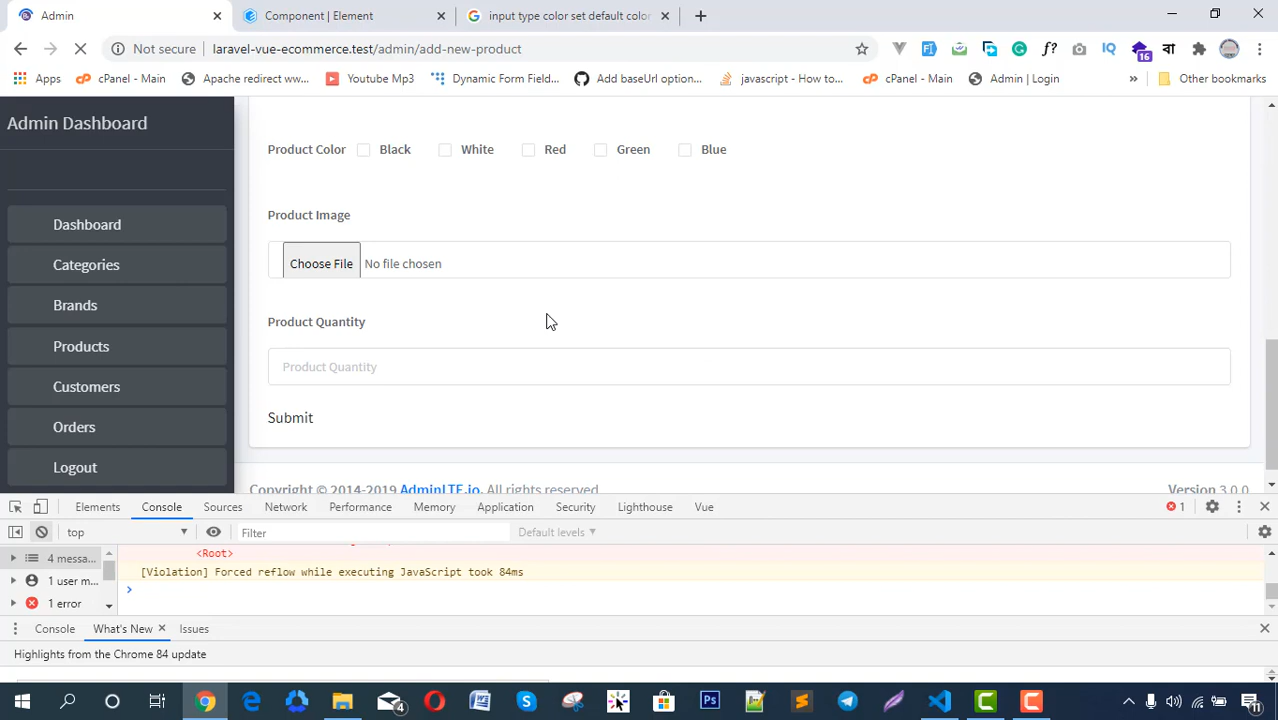 Admin
Component | Element
input type color set default color
Not secure
laravel-vue-ecommerce.test/admin/add-new-product
16
বা
Apps
cPanel - Main
Apache redirect ww...
Youtube Mp3
Dynamic Form Field...
Add baseUrl option...
javascript - How to...
cPanel - Main
Admin | Login
»
Other bookmarks
Admin Dashboard
Dashboard
Categories
Brands
Products
Customers
Orders
Logout
Product Color Black White Red Green Blue
Product Image
Choose File No file chosen
Product Quantity
Product Quantity
Submit
Copyright © 2014-2019 AdminLTE.io. All rights reserved
Version 3.0.0
Elements Console Sources Network Performance Memory Application Security Lighthouse Vue 1
top Filter Default levels
4 messa...
<Root>
[Violation] Forced reflow while executing JavaScript took 84ms
1 user m...
1 error
Console What's New Issues
Highlights from the Chrome 84 update
4
11